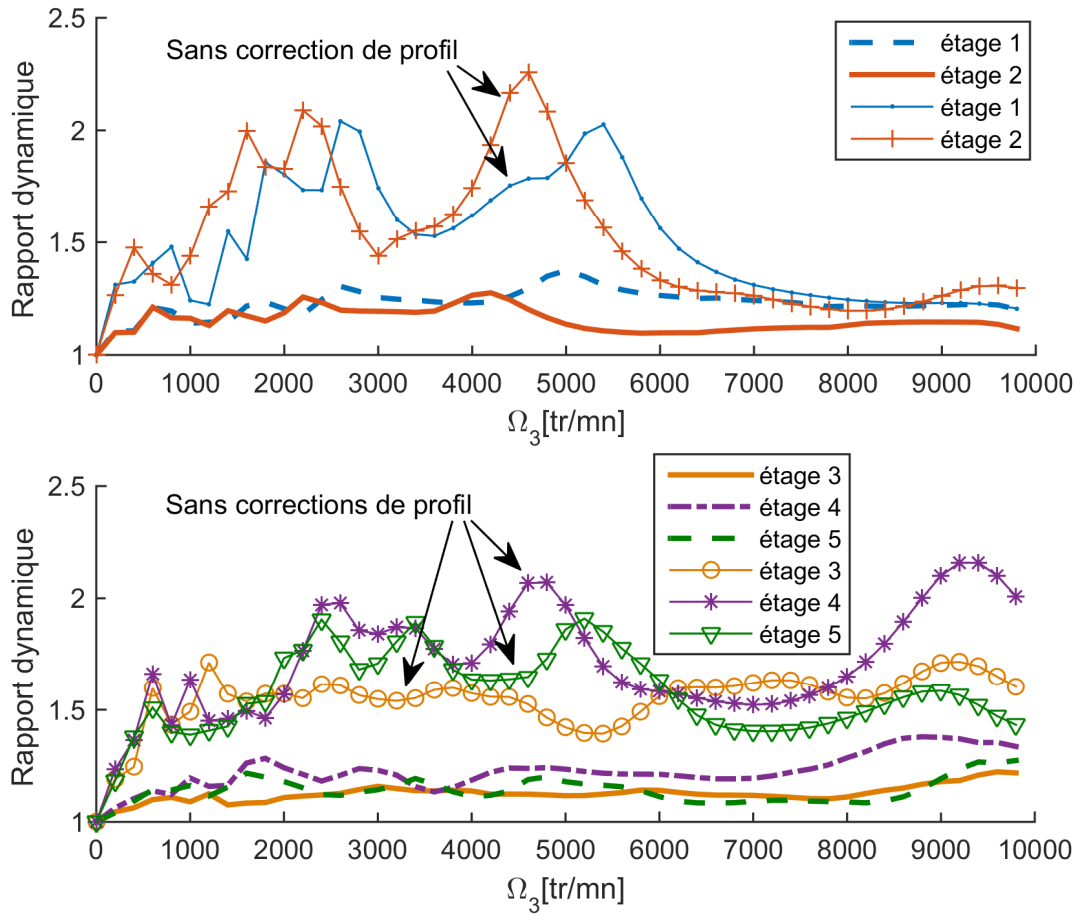 2.5
2
1.5
1
Rapport dynamique
Sans correction de profil
étage 1
étage 2
étage 1
étage 2
0 1000 2000 3000 4000 5000 6000 7000 8000 9000 10000
Ω3[tr/mn]
2.5
2
1.5
1
Rapport dynamique
Sans corrections de profil
étage 3
étage 4
étage 5
étage 3
étage 4
étage 5
0 1000 2000 3000 4000 5000 6000 7000 8000 9000 10000
Ω3[tr/mn]